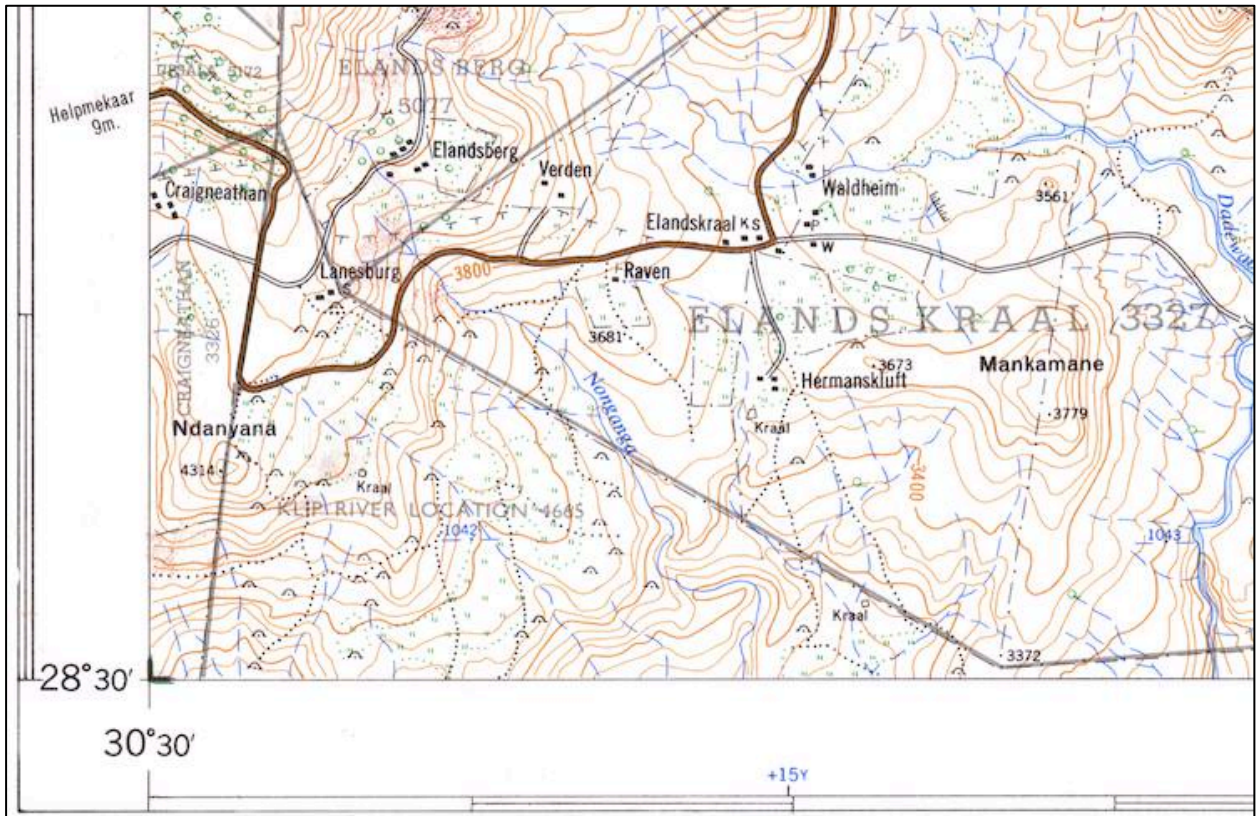 ELANDS BERG
5077
5172
Helpmekaar
9m.
Elandsberg
Verden
Waldheim
3561
Dadewa
Craigneathan
Elandskraal K S
P
W
Lanesburg
S
3800
Raven
CRAIGNEATHAN
3326
ELANDS KRAAL 3327
3681
3673
Mankamane
Hermanskluft
3779
Nonganga
Kraal
Ndanyana
4314
Kraal
3400
KLIP RIVER LOCATION 4665
1042
1043
Kraal
3372
28°30'
30°30'
+15Y